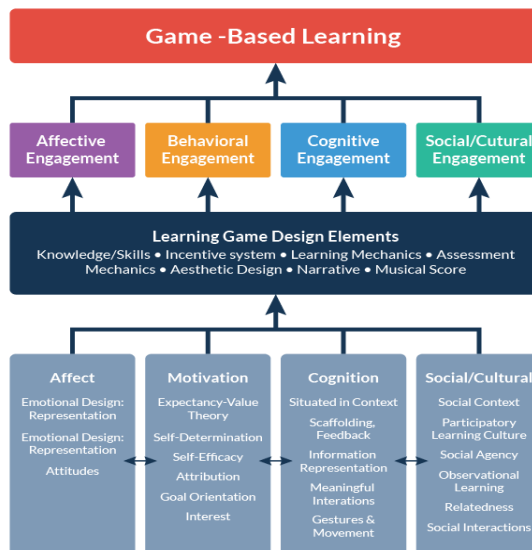 Game -Based Learning
Affective
Engagement
Behavioral
Engagement
Cognitive
Engagement
Social/Cutural
Engagement
Learning Game Design Elements
Knowledge/Skills • Incentive system • Learning Mechanics • Assessment
Mechanics • Aesthetic Design • Narrative • Musical Score
Affect
Emotional Design:
Representation
Emotional Design:
Representation
Attitudes
Motivation
Expectancy-Value
Theory
Self-Determination
Self-Efficacy
Attribution
Goal Orientation
Interest
Cognition
Situated in Context
Scaffolding,
Feedback
Information
Representation
Meaningful
Interations
Gestures &
Movement
Social/Cultural
Social Context
Participatory
Learning Culture
Social Agency
Observational
Learning
Relatedness
Social Interactions